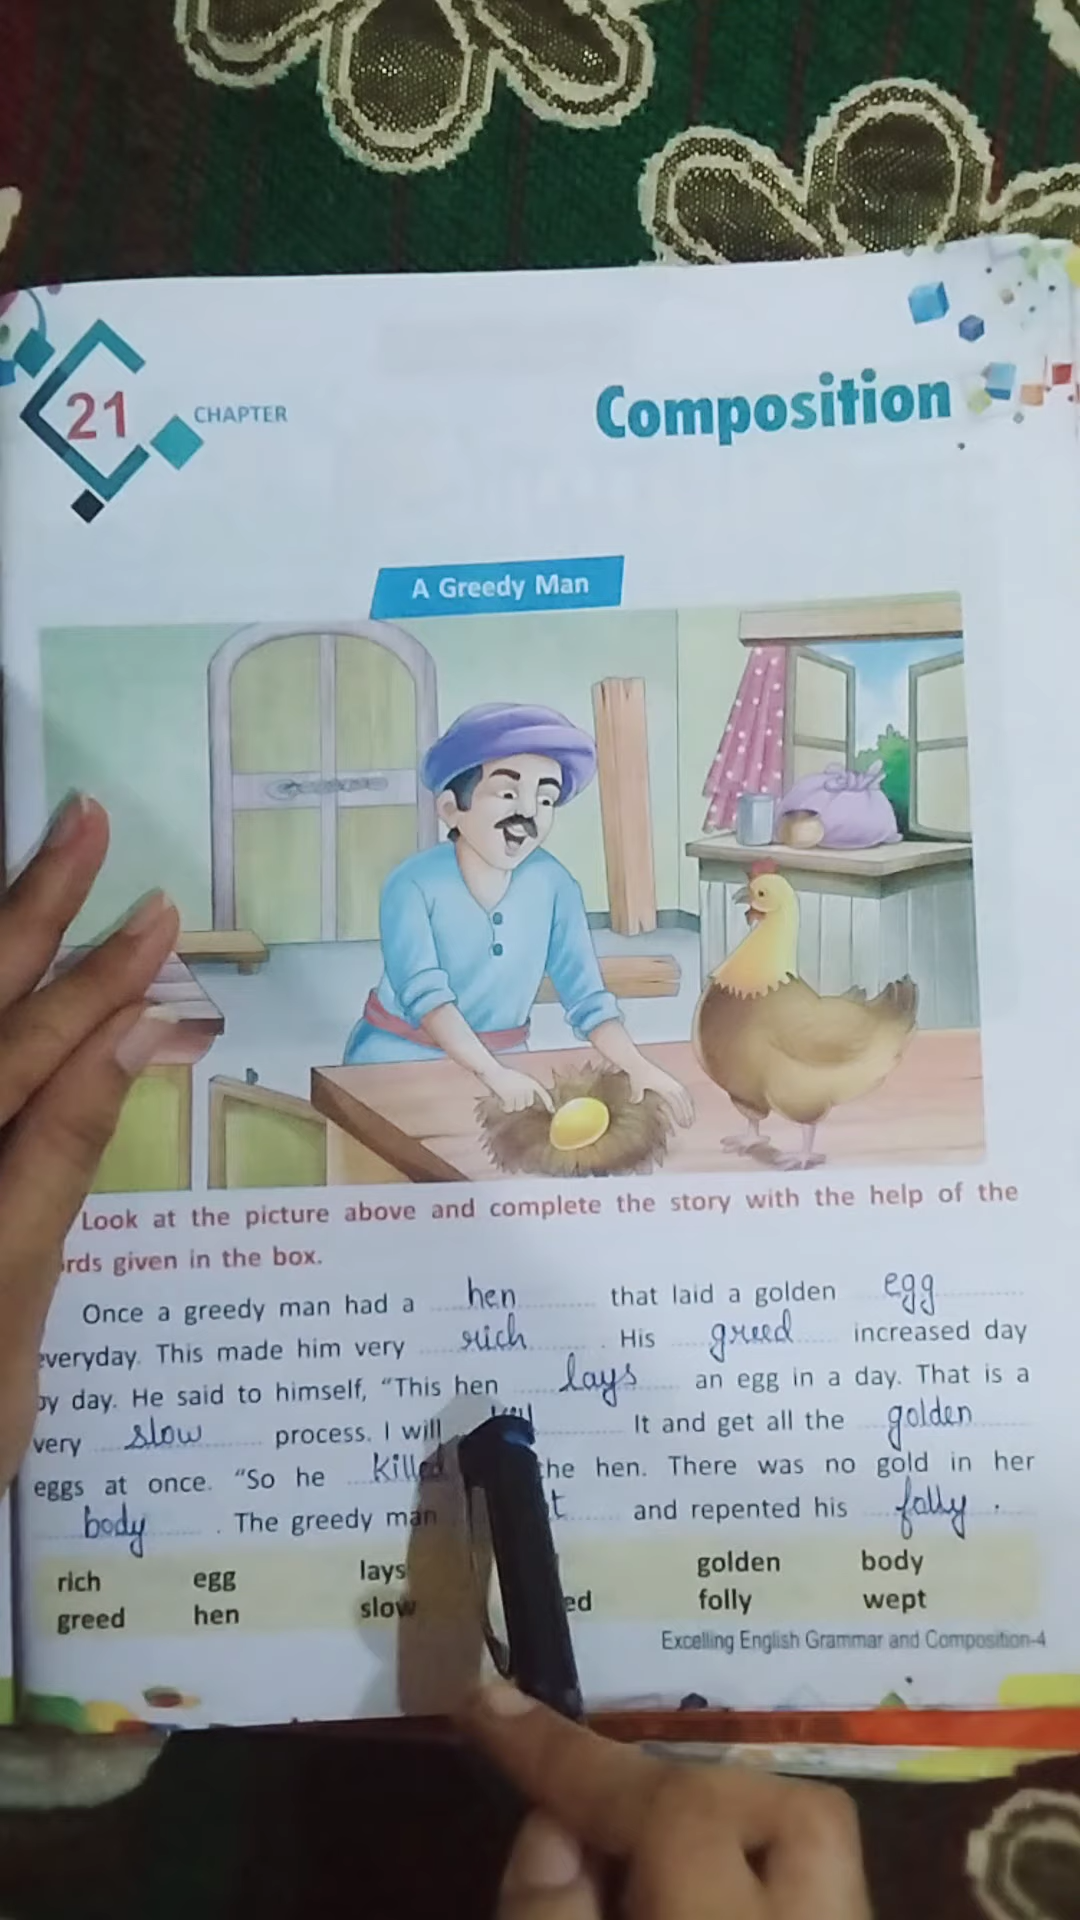 21 CHAPTER Composition
A Greedy Man
Look at the picture above and complete the story with the help of the
given in the box.
Once a greedy man had a hen that laid a golden egg
everyday. This made him very rich . His greed increased day
by day. He said to himself, “This hen lays an egg in a day. That is a
very slow process. I will It and get all the golden
eggs at once. “So he killed the hen. There was no gold in her
body . The greedy man and repented his folly .
rich egg lays golden body
greed hen slow folly wept
Excelling English Grammar and Composition-4